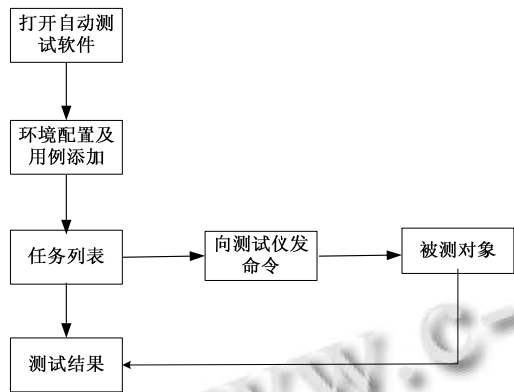 打开自动测
试软件
环境配置及
用例添加
任务列表
向测试仪发
命令
被测对象
测试结果
www.c-